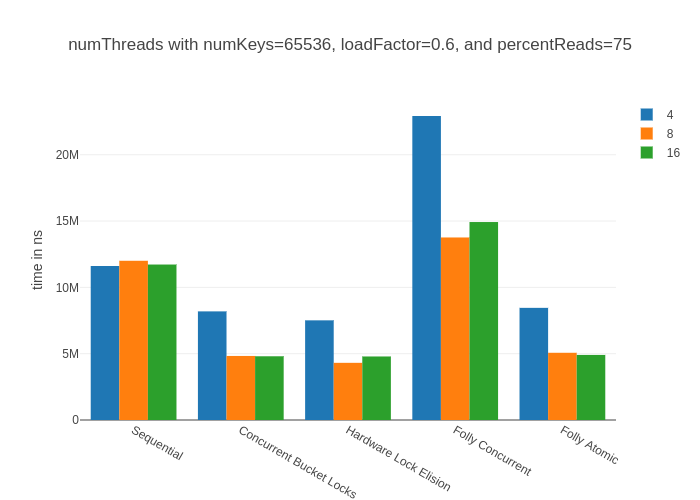 numThreads with numKeys=65536, loadFactor=0.6, and percentReads=75
4
8
16
time in ns
20M
15M
10M
5M
0
Sequential
Concurrent Bucket Locks
Hardware Lock Elision
Folly Concurrent
Folly Atomic